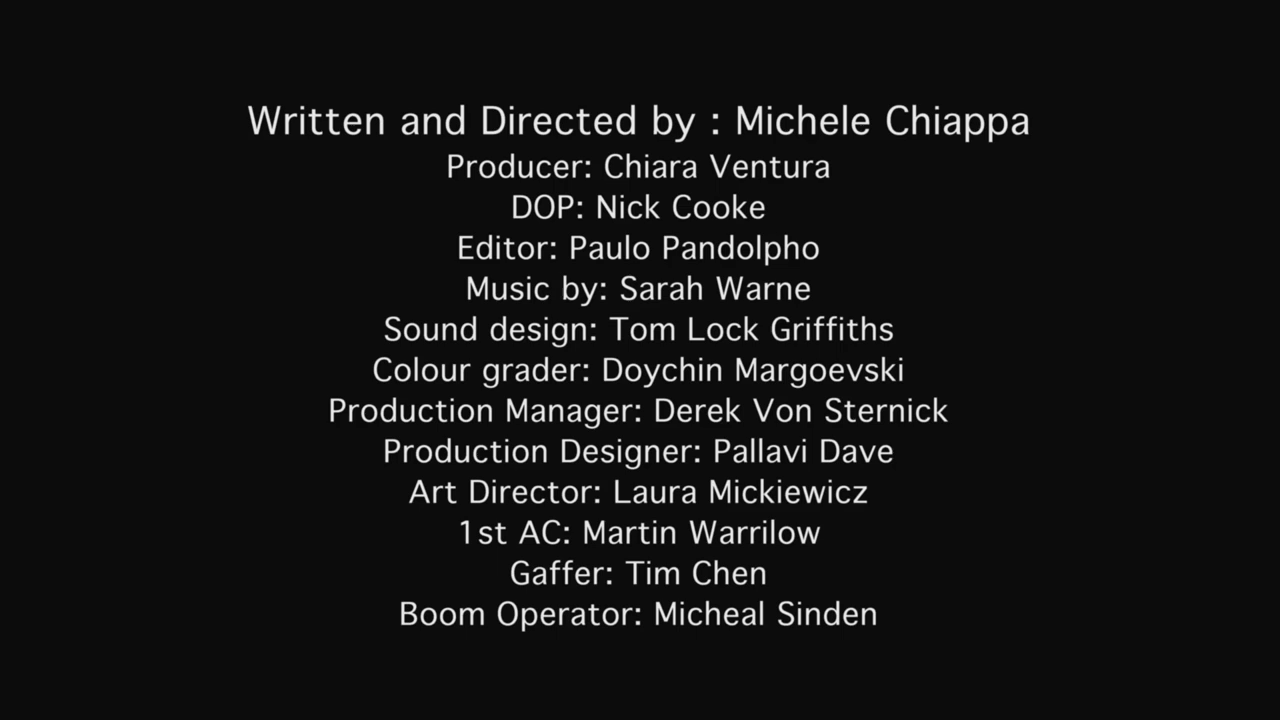 Written and Directed by : Michele Chiappa
Producer: Chiara Ventura
DOP: Nick Cooke
Editor: Paulo Pandolpho
Music by: Sarah Warne
Sound design: Tom Lock Griffiths
Colour grader: Doychin Margoevski
Production Manager: Derek Von Sternick
Production Designer: Pallavi Dave
Art Director: Laura Mickiewicz
1st AC: Martin Warrilow
Gaffer: Tim Chen
Boom Operator: Micheal Sinden